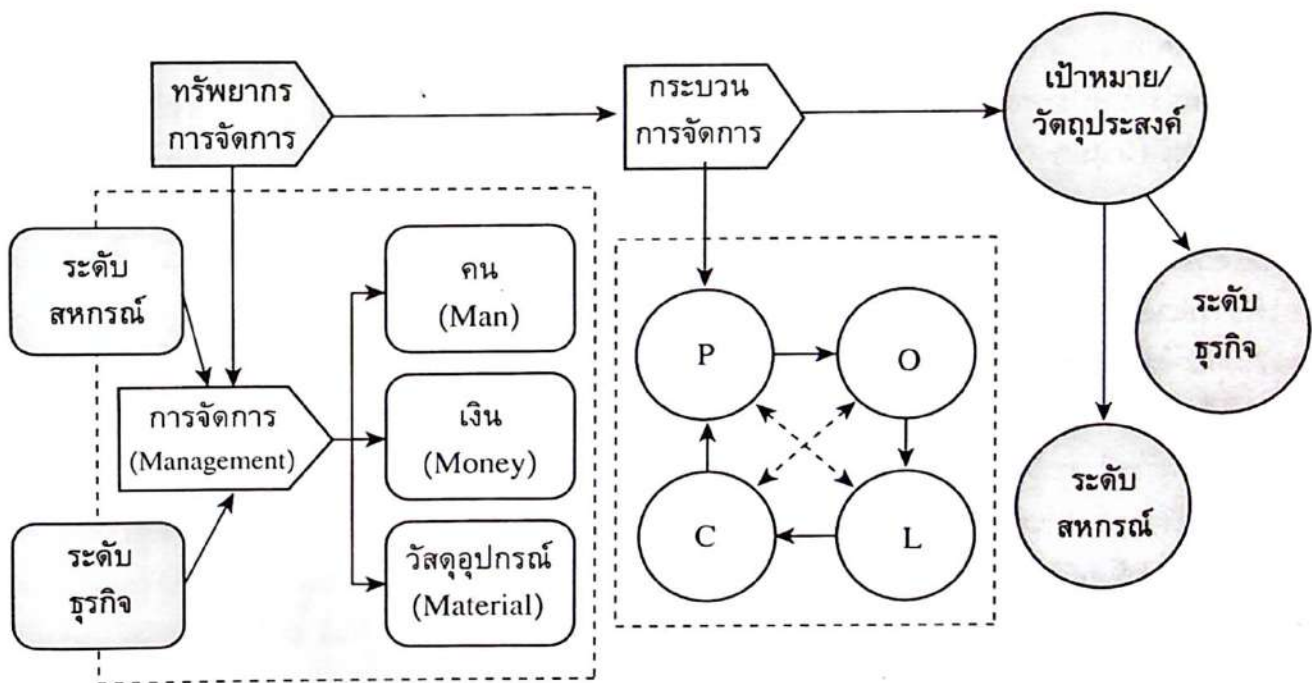 ทรัพยากร
การจัดการ
กระบวน
การจัดการ
เป้าหมาย/
วัตถุประสงค์
ระดับ
สหกรณ์
การจัดการ
(Management)
ระดับ
ธุรกิจ
คน
(Man)
เงิน
(Money)
วัสดุอุปกรณ์
(Material)
P
O
C
L
ระดับ
ธุรกิจ
ระดับ
สหกรณ์